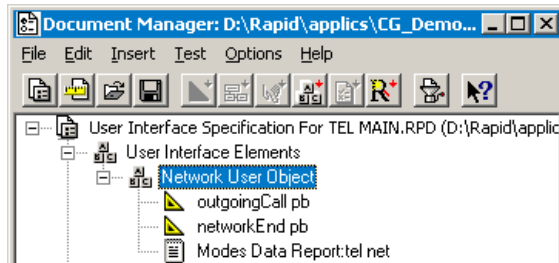 Document Manager: D:\Rapid\applics\CG_Demo...
File Edit Insert Test Options Help
User Interface Specification For TEL MAIN.RPD (D:\Rapid\applic
User Interface Elements
Network User Object
outgoingCall pb
networkEnd pb
Modes Data Report:tel net